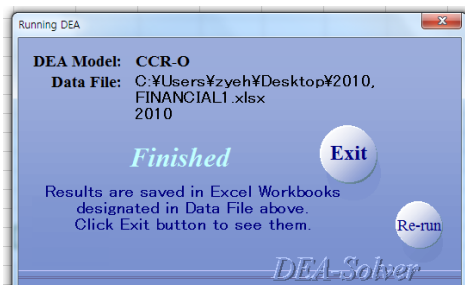 Running DEA
x
DEA Model: CCR-O
Data File: C:¥Users¥zyeh¥Desktop¥2010,
FINANCIAL1.xlsx
2010
Finished
Exit
Results are saved in Excel Workbooks
designated in Data File above.
Click Exit button to see them.
Re-run
DEA-Solver